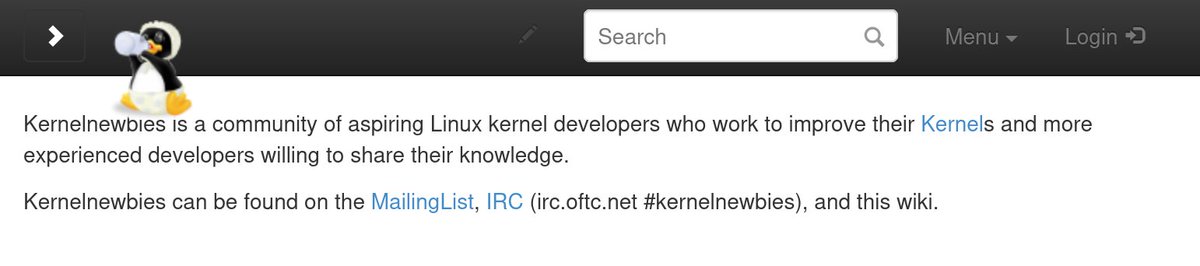 Search
Menu
Login
Kernelnewbies is a community of aspiring Linux kernel developers who work to improve their Kernels and more
experienced developers willing to share their knowledge.
Kernelnewbies can be found on the MailingList, IRC (irc.oftc.net #kernelnewbies), and this wiki.